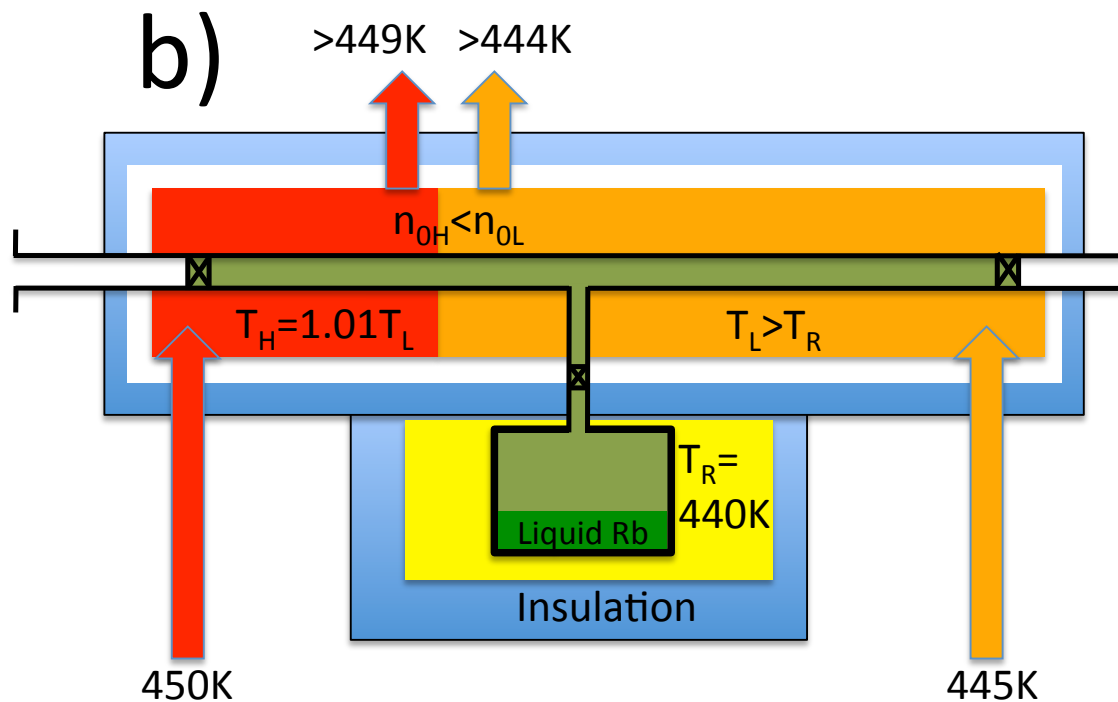 b)
>449K >444K
n0H<n0L
TH=1.01TL
TL>TR
TR=
440K
Liquid Rb
Insulation
450K
445K